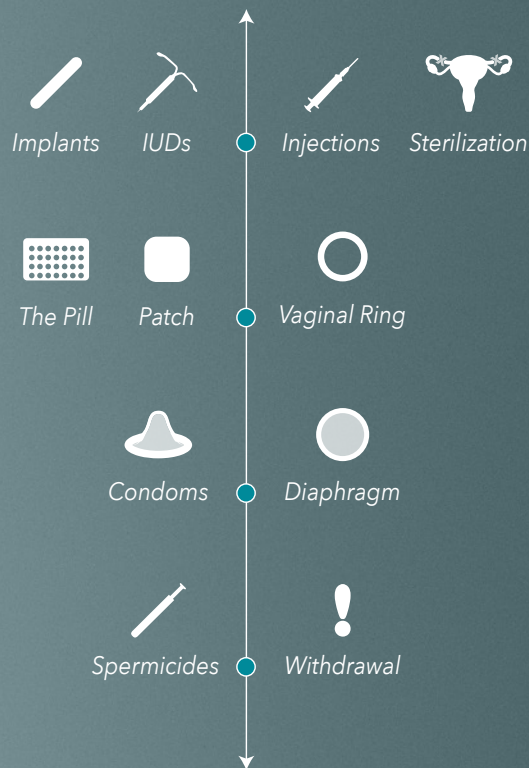 Implants IUDs Injections Sterilization
The Pill Patch Vaginal Ring
Condoms Diaphragm
Spermicides Withdrawal